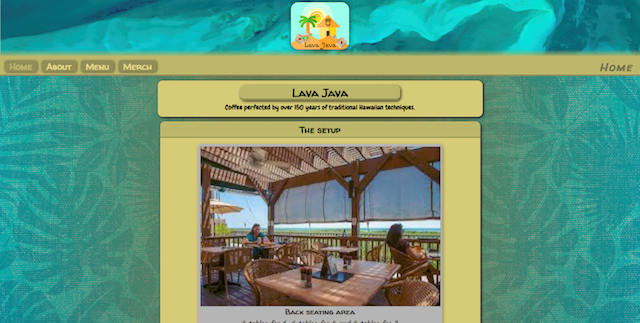 Lava Java
Home
About
Menu
Merch
Home
Lava Java
Coffee perfected by over 150 years of traditional Hawaiian techniques.
The setup
Back seating area